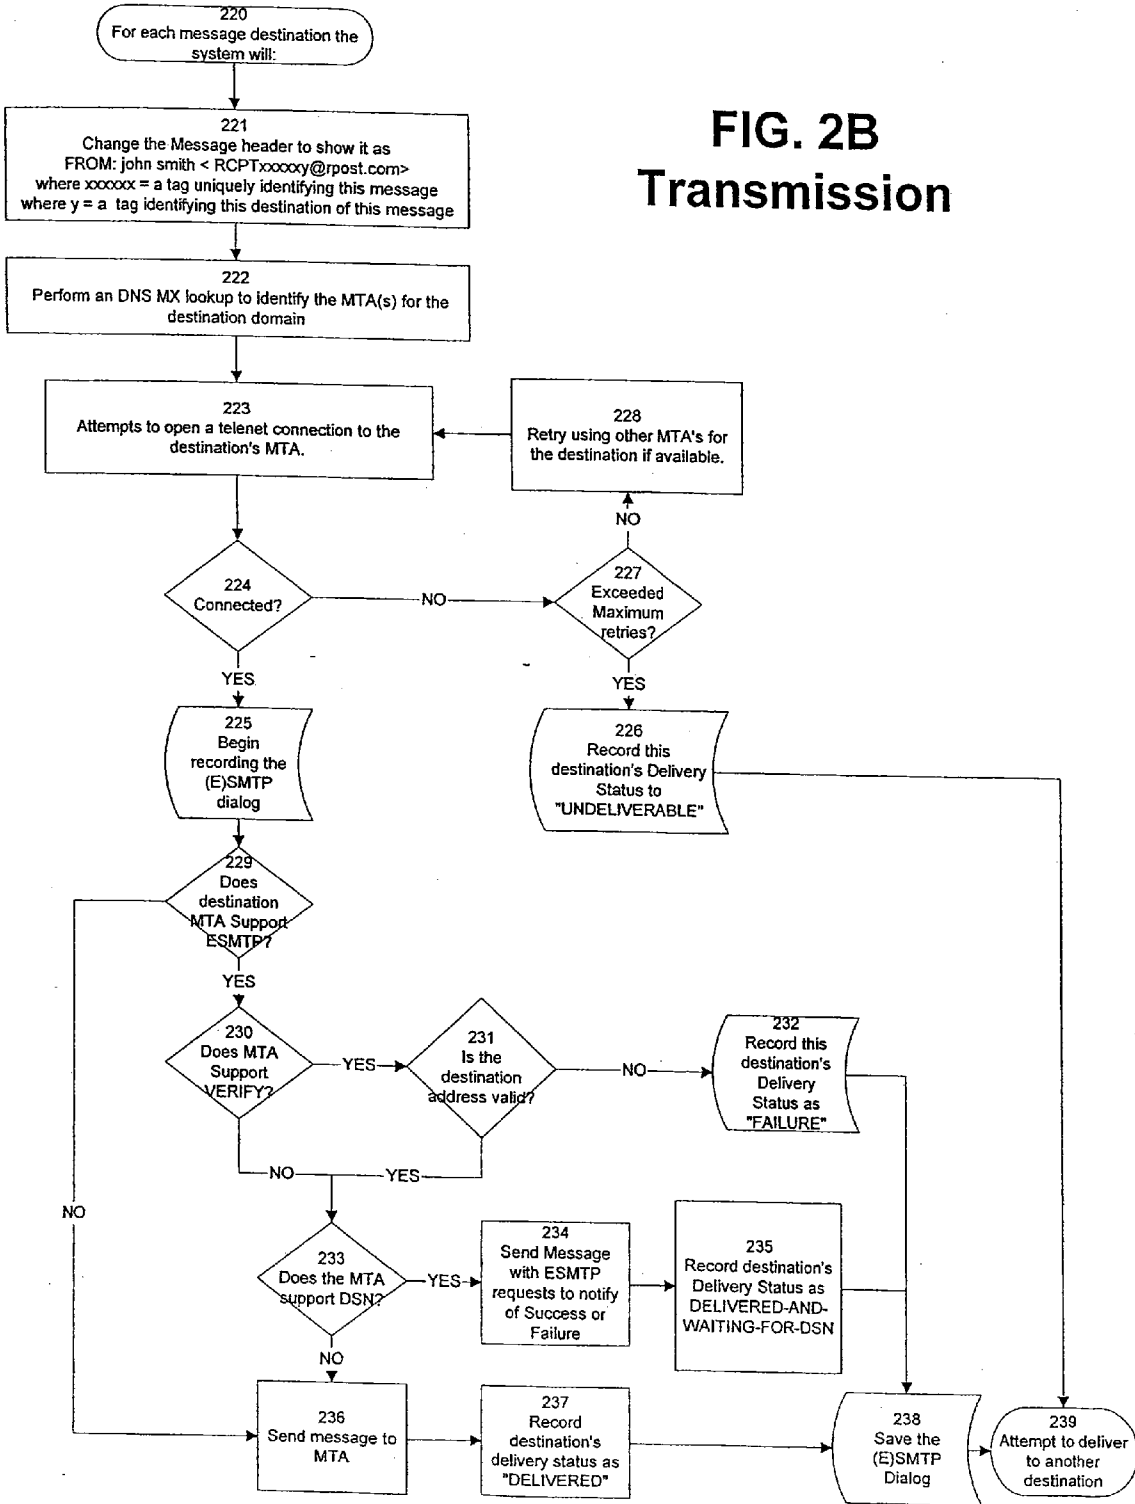 220
For each message destination the
system will:
FIG. 2B
Transmission
221
Change the Message header to show it as
FROM: john smith < RCPTxxxxxy@rpost.com>
where xxxxxx = a tag uniquely identifying this message
where y = a tag identifying this destination of this message
222
Perform an DNS MX lookup to identify the MTA(s) for the
destination domain
223
Attempts to open a telenet connection to the
destination's MTA.
228
Retry using other MTA's for
the destination if available.
NO
224
Connected?
NO
227
Exceeded
Maximum
retries?
YES
YES
225
Begin
recording the
(E)SMTP
dialog
226
Record this
destination's Delivery
Status to
"UNDELIVERABLE"
229
Does
destination
MTA Support
ESMTP?
YES
230
Does MTA
Support
VERIFY?
YES
231
Is the
destination
address valid?
NO
232
Record this
destination's
Delivery
Status as
"FAILURE"
NO
YES
NO
233
Does the MTA
support DSN?
YES
234
Send Message
with ESMTP
requests to notify
of Success or
Failure
235
Record destination's
Delivery Status as
DELIVERED-AND-
WAITING-FOR-DSN
NO
236
Send message to
MTA
237
Record
destination's
delivery status as
"DELIVERED"
238
Save the
(E)SMTP
Dialog
239
Attempt to deliver
to another
destination